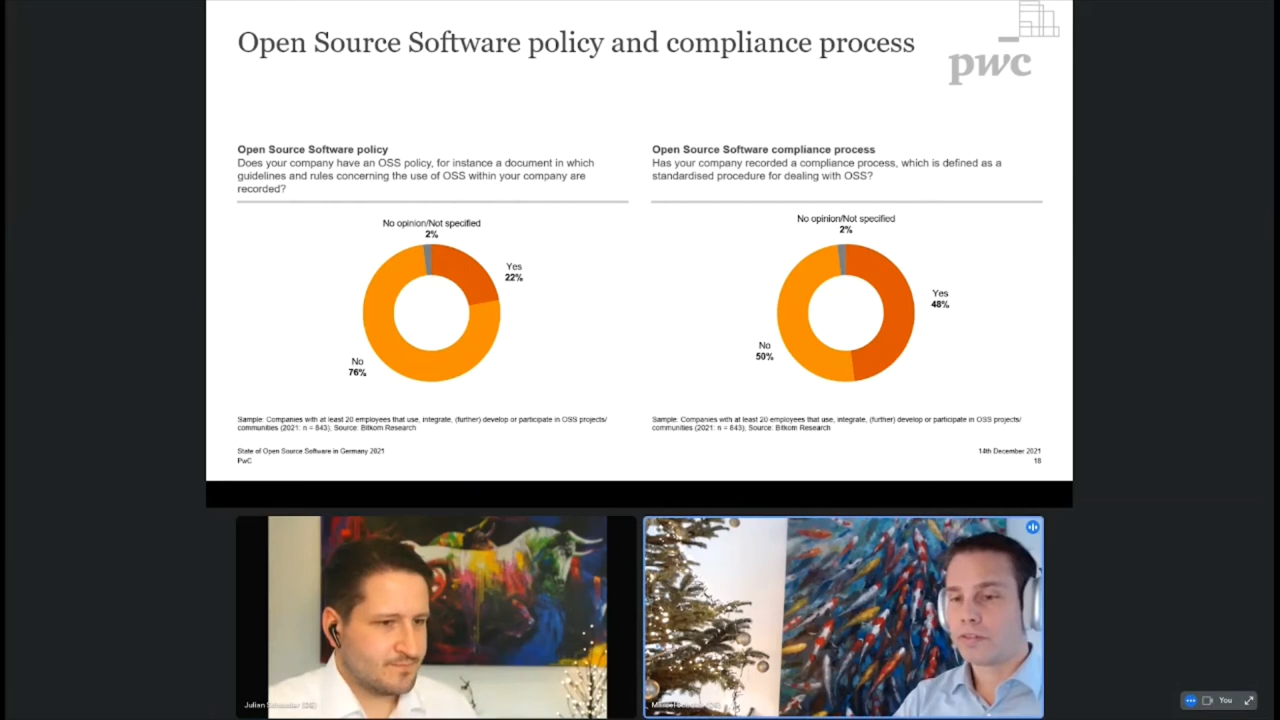 Open Source Software policy and compliance process
pwc
Open Source Software policy
Does your company have an OSS policy, for instance a document in which
guidelines and rules concerning the use of OSS within your company are
recorded?
No opinion/Not specified
2%
Yes
22%
No
76%
Sample: Companies with at least 20 employees that use, integrate, (further) develop or participate in OSS projects/
communities (2021: n = 843); Source: Bitkom Research
Open Source Software compliance process
Has your company recorded a compliance process, which is defined as a
standardised procedure for dealing with OSS?
No opinion/Not specified
2%
Yes
48%
No
50%
Sample: Companies with at least 20 employees that use, integrate, (further) develop or participate in OSS projects/
communities (2021: n = 843); Source: Bitkom Research
State of Open Source Software in Germany 2021
PwC
14th December 2021
18
Julian
You